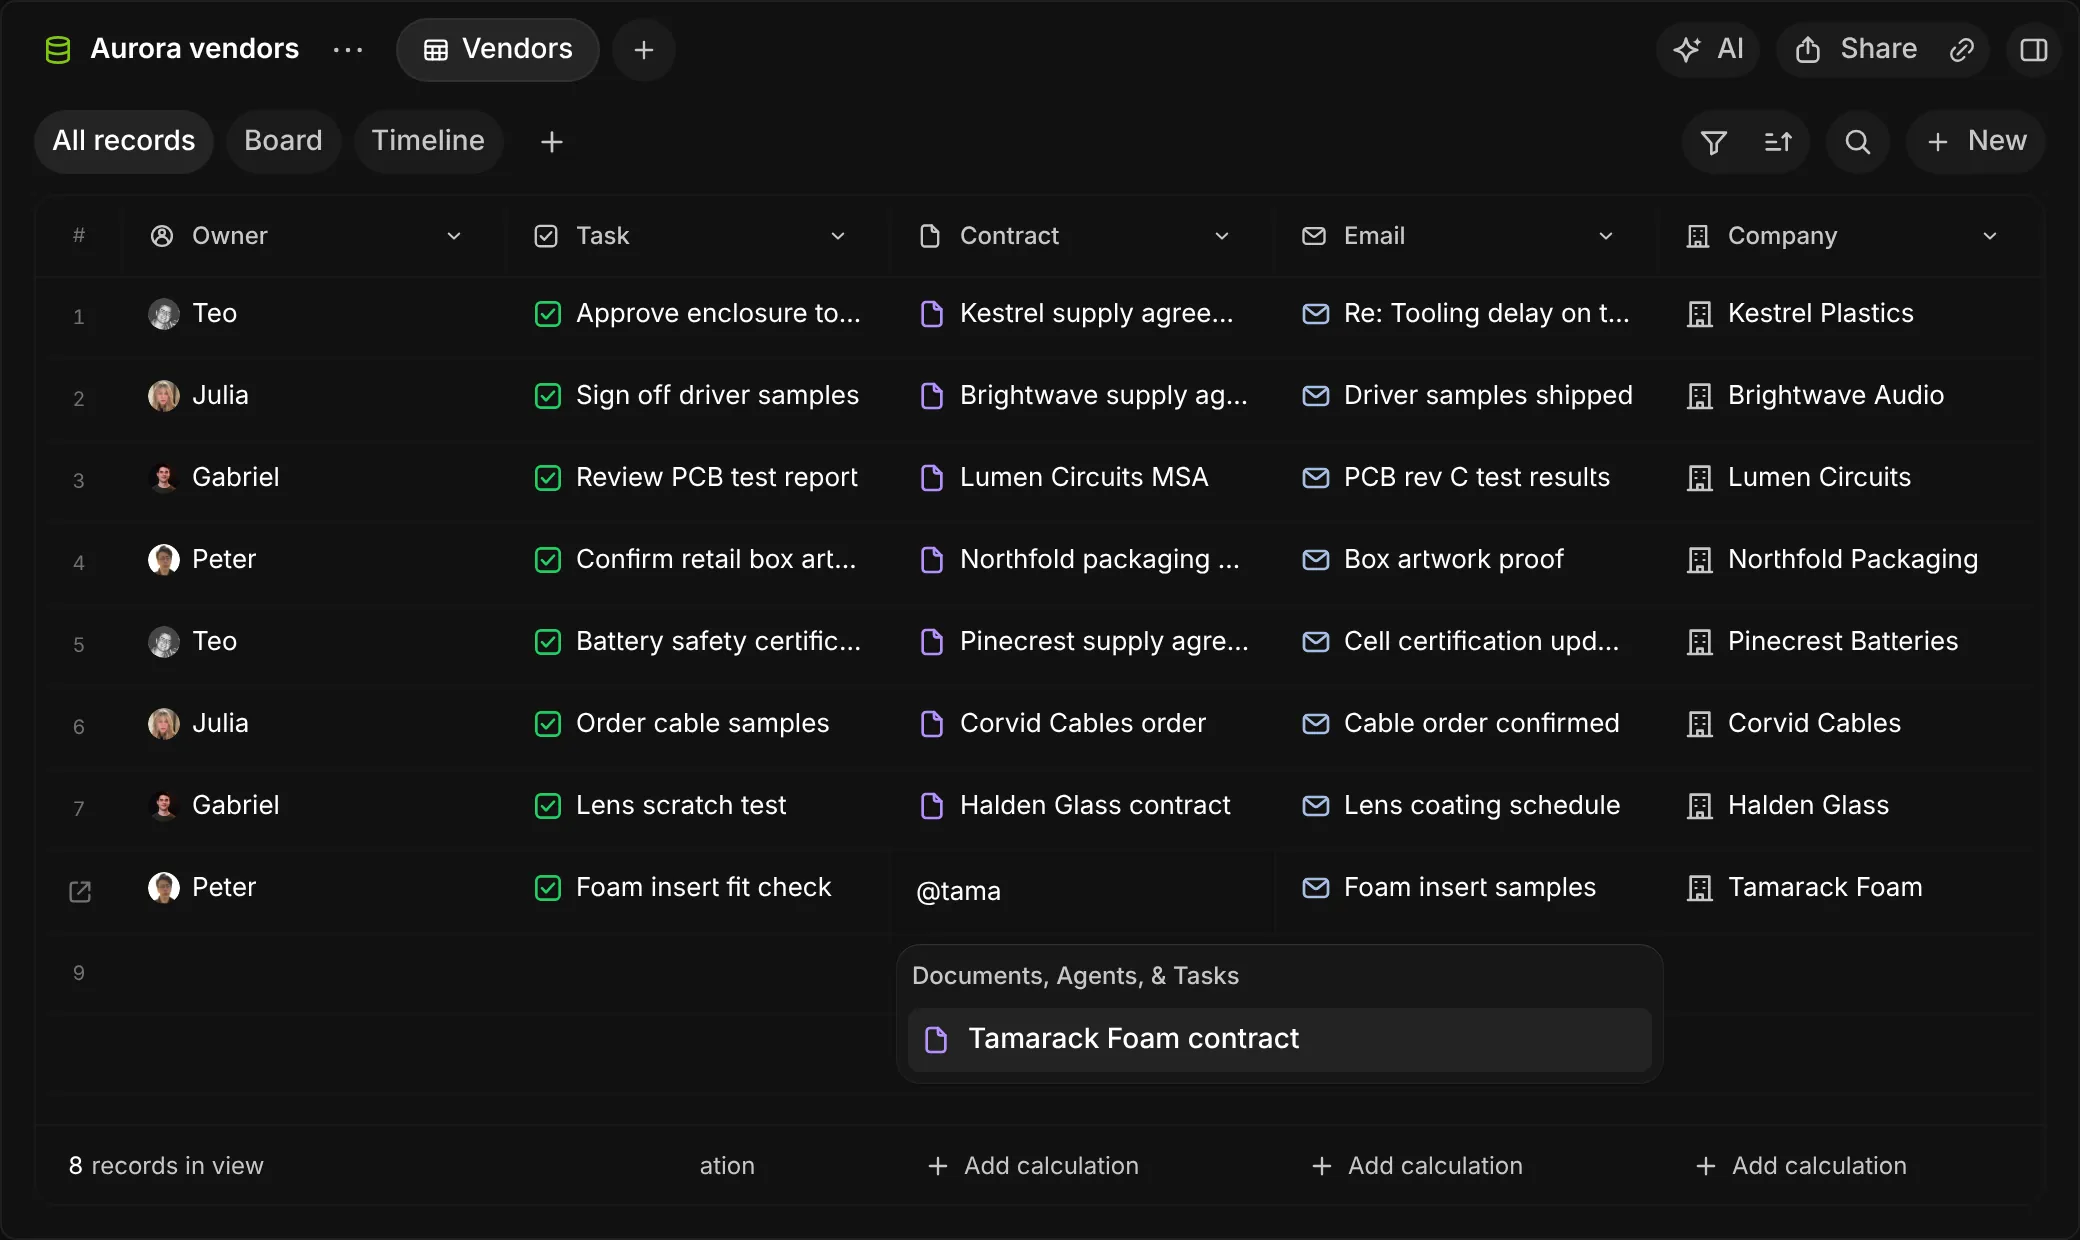 Aurora vendors ... Vendors + AI Share
All records Board Timeline + + New
# Owner Task Contract Email Company
1 Teo Approve enclosure to... Kestrel supply agree... Re: Tooling delay on t... Kestrel Plastics
2 Julia Sign off driver samples Brightwave supply ag... Driver samples shipped Brightwave Audio
3 Gabriel Review PCB test report Lumen Circuits MSA PCB rev C test results Lumen Circuits
4 Peter Confirm retail box art... Northfold packaging ... Box artwork proof Northfold Packaging
5 Teo Battery safety certific... Pinecrest supply agre... Cell certification upd... Pinecrest Batteries
6 Julia Order cable samples Corvid Cables order Cable order confirmed Corvid Cables
7 Gabriel Lens scratch test Halden Glass contract Lens coating schedule Halden Glass
Peter Foam insert fit check @tama Foam insert samples Tamarack Foam
9
Documents, Agents, & Tasks
Tamarack Foam contract
8 records in view ation + Add calculation + Add calculation + Add calculation